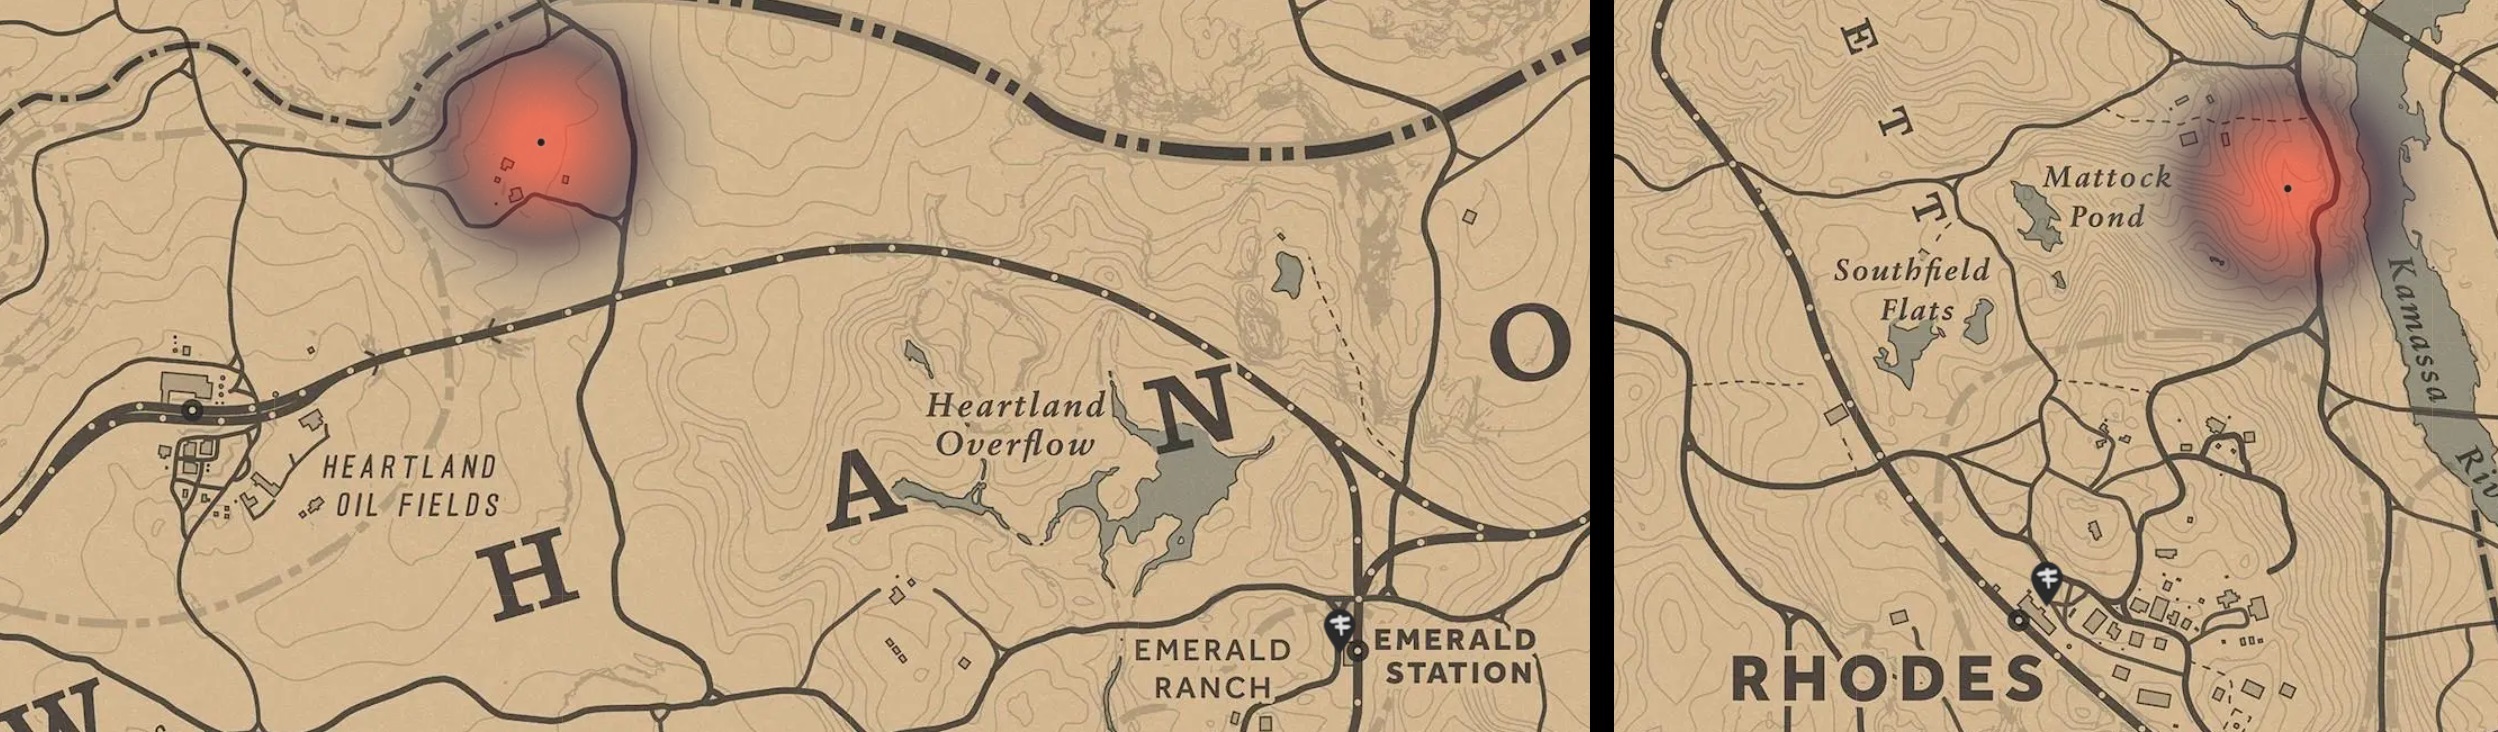 Heartland
Overflow
O
N
A
HEARTLAND
OIL FIELDS
H
W
EMERALD
RANCH
EMERALD
STATION
E
T
T
Mattock
Pond
Southfield
Flats
Kamassa
Riv
RHODES